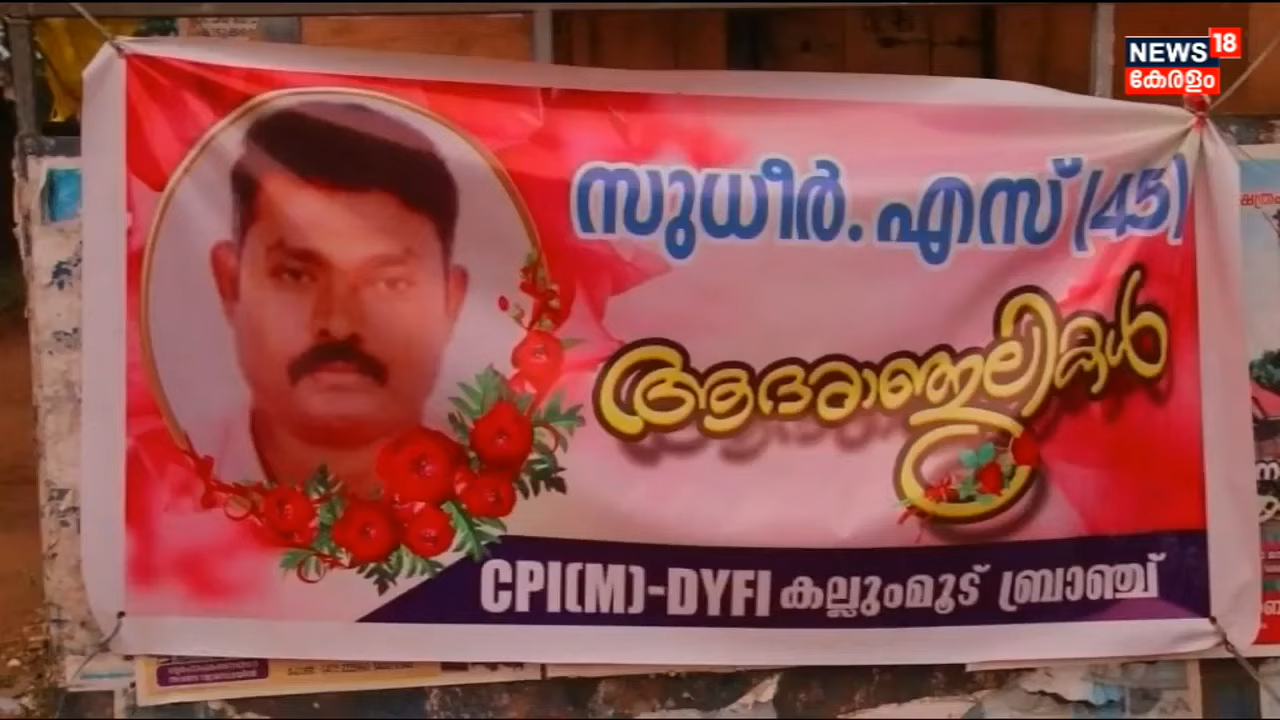 NEWS 18
കേരളം
സുധീർ. എസ് (45)
ആദരാഞ്ജലികൾ
CPI(M)-DYFI കല്ലുംമൂട് ബ്രാഞ്ച്